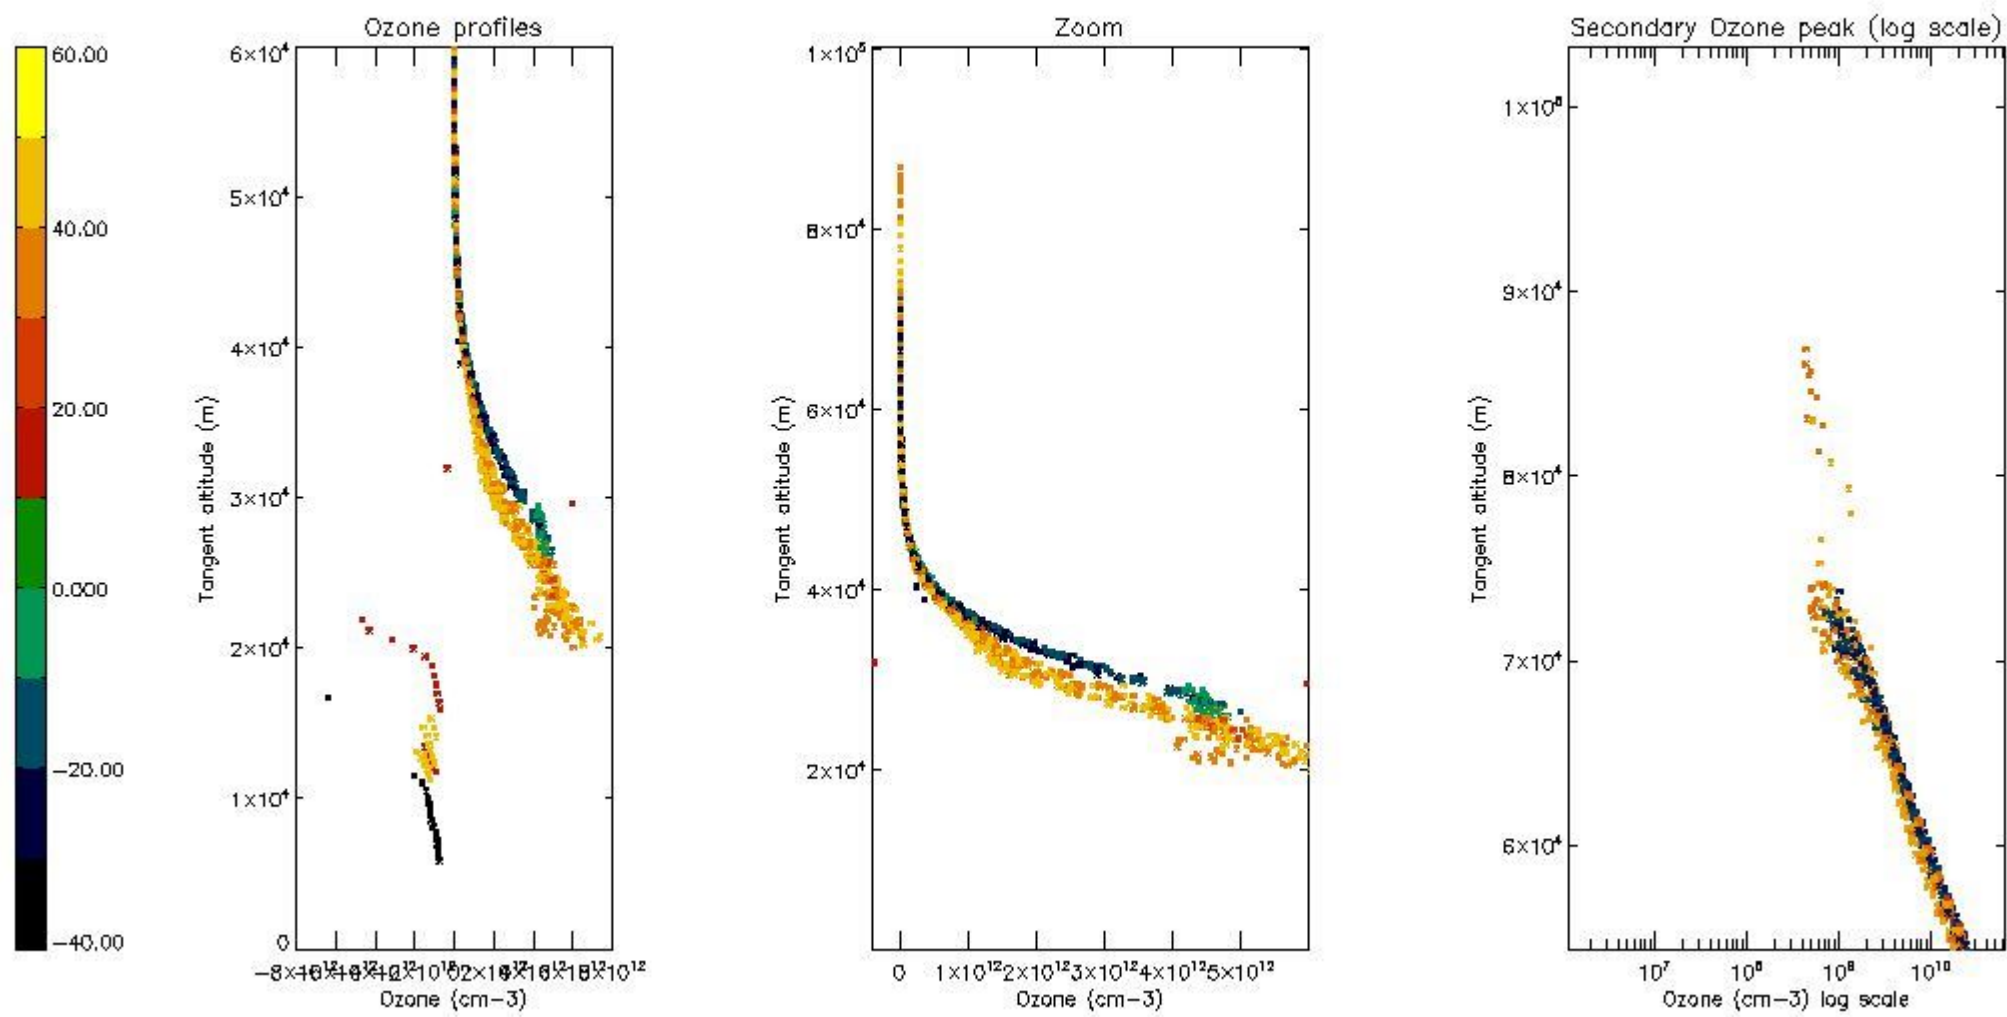 Ozone profiles
Zoom
Secondary Ozone peak (log scale)
60.00
40.00
20.00
0.000
−20.00
−40.00
6×10⁴
5×10⁴
4×10⁴
3×10⁴
2×10⁴
1×10⁴
0
Tangent altitude (m)
Ozone (cm−3)
1×10⁵
8×10⁴
6×10⁴
4×10⁴
2×10⁴
Tangent altitude (m)
0 1×10¹² 2×10¹² 3×10¹² 4×10¹² 5×10¹²
Ozone (cm−3)
9×10⁴
8×10⁴
7×10⁴
6×10⁴
Tangent altitude (m)
10⁷ 10⁸ 10⁹ 10¹⁰
Ozone (cm−3) log scale